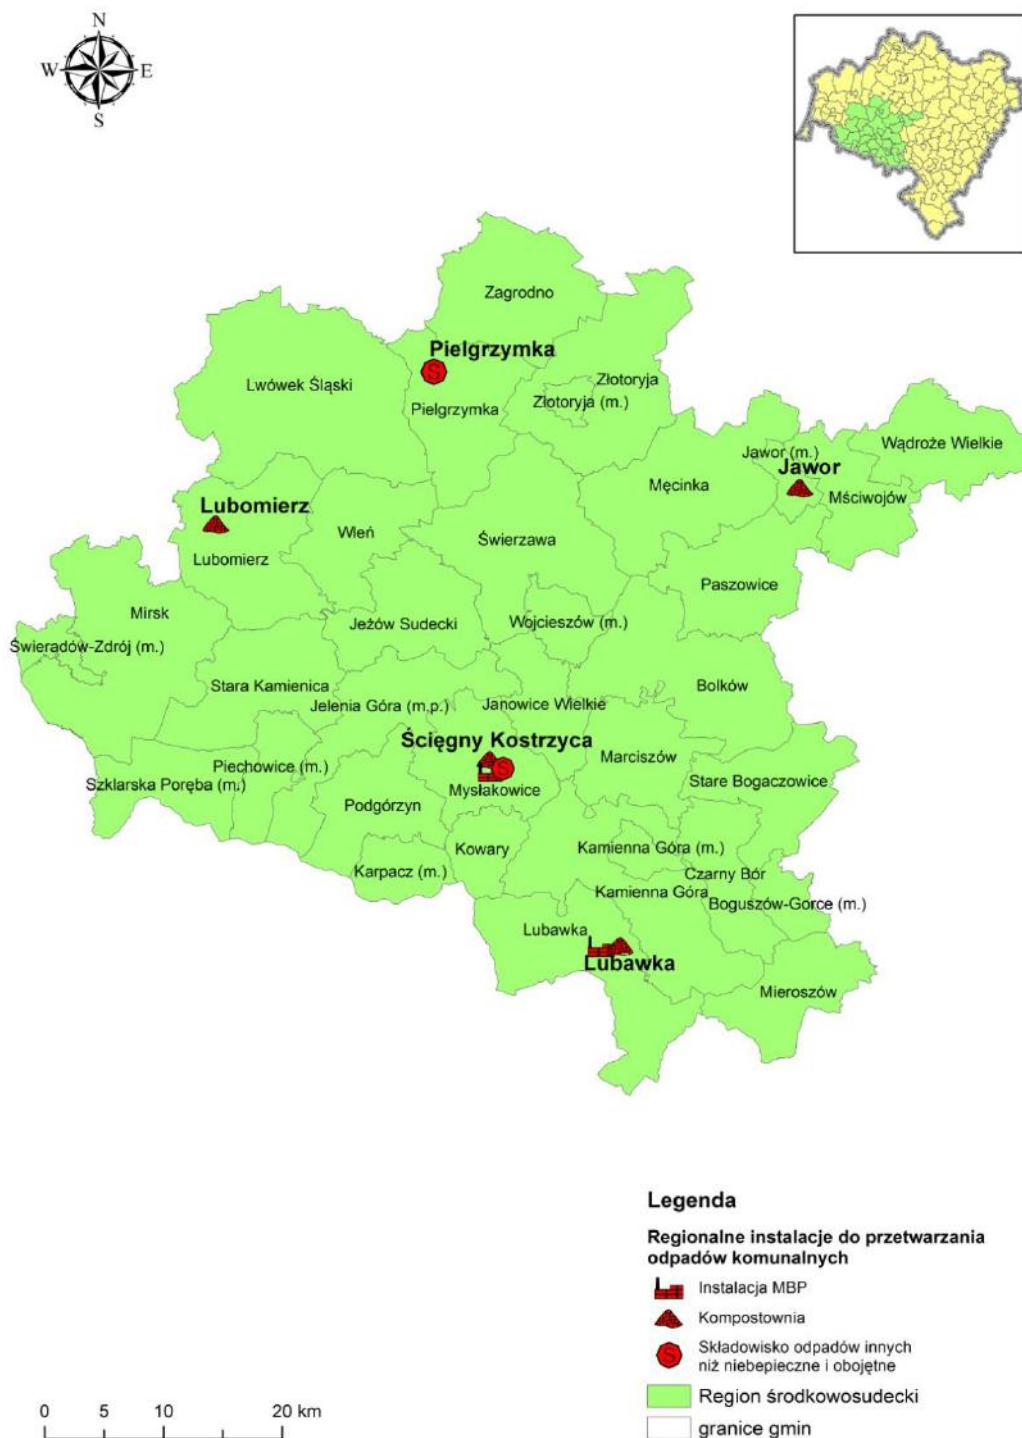 N
W E
S
Zagrodno
Pielgrzymka
S
Lwówek Śląski
Złotoryja
Pielgrzymka
Złotoryja (m.)
Wądroże Wielkie
Jawor (m.)
Jawor
Męcinka
Mściwojów
Lubomierz
Wleń
Świerzawa
Lubomierz
Paszowice
Mirsk
Jeżów Sudecki
Wojcieszów (m.)
Świeradów-Zdrój (m.)
Stara Kamienica
Bolków
Jelenia Góra (m.p.)
Janowice Wielkie
Ścięgny Kostrzyca
Marciszów
Piechowice (m.)
S
Szklarska Poręba (m.)
Stare Bogaczowice
Mysłakowice
Podgórzyn
Kowary
Kamienna Góra (m.)
Karpacz (m.)
Czarny Bór
Kamienna Góra
Boguszów-Gorce (m.)
Lubawka
Lubawka
Mieroszów
Legenda
Regionalne instalacje do przetwarzania
odpadów komunalnych
Instalacja MBP
Kompostownia
S
Składowisko odpadów innych
niż niebepieczne i obojętne
Region środkowosudecki
granice gmin
0 5 10 20 km